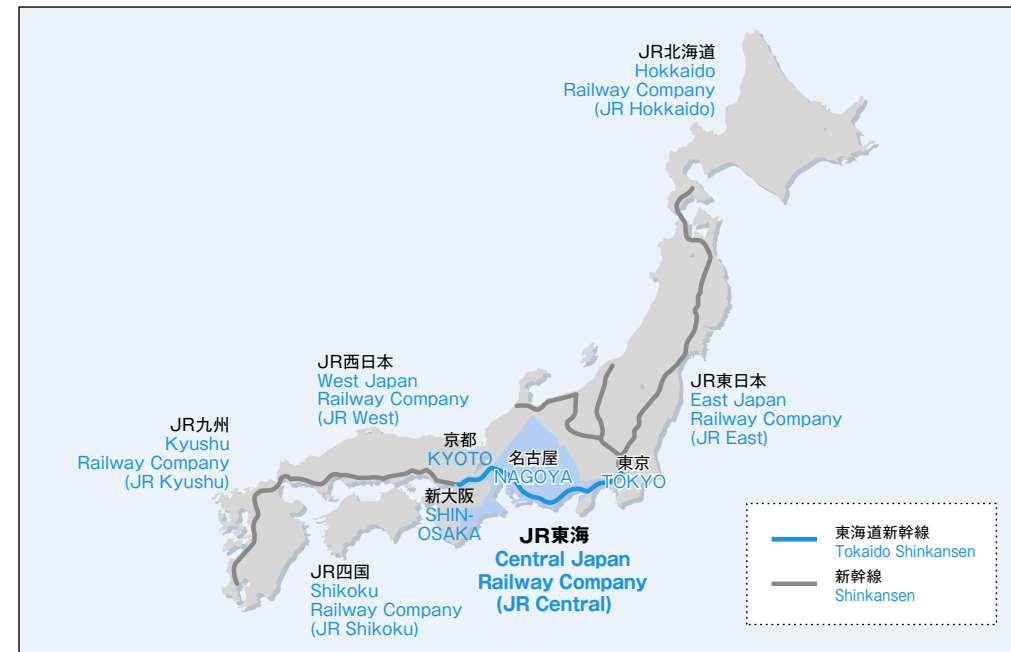 JR北海道
Hokkaido
Railway Company
(JR Hokkaido)
JR西日本
West Japan
Railway Company
(JR West)
JR東日本
East Japan
Railway Company
(JR East)
JR九州
Kyushu
Railway Company
(JR Kyushu)
京都
KYOTO
名古屋
NAGOYA
東京
TOKYO
新大阪
SHIN-
OSAKA
JR東海
Central Japan
Railway Company
(JR Central)
JR四国
Shikoku
Railway Company
(JR Shikoku)
東海道新幹線
Tokaido Shinkansen
新幹線
Shinkansen